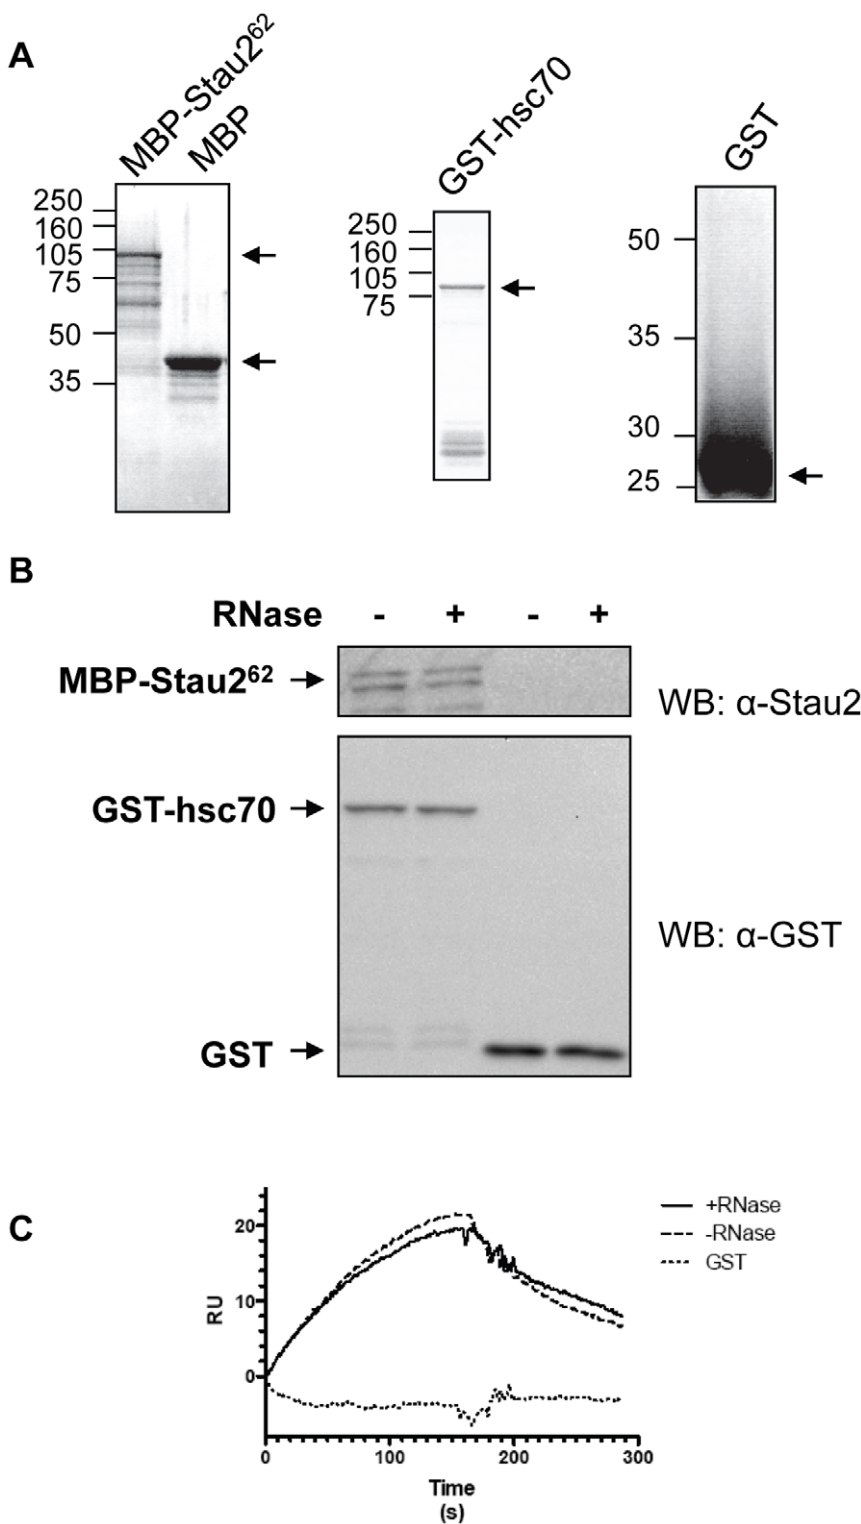 A
MBP-Stau2⁶²
MBP
GST-hsc70
GST
250
160
105
75
50
35
250
160
105
75
50
35
30
25
B
RNase - + - +
MBP-Stau2⁶²
WB: α-Stau2
GST-hsc70
WB: α-GST
GST
C
+RNase
-RNase
GST
RU
20
10
0
0 100 200 300
Time
(s)